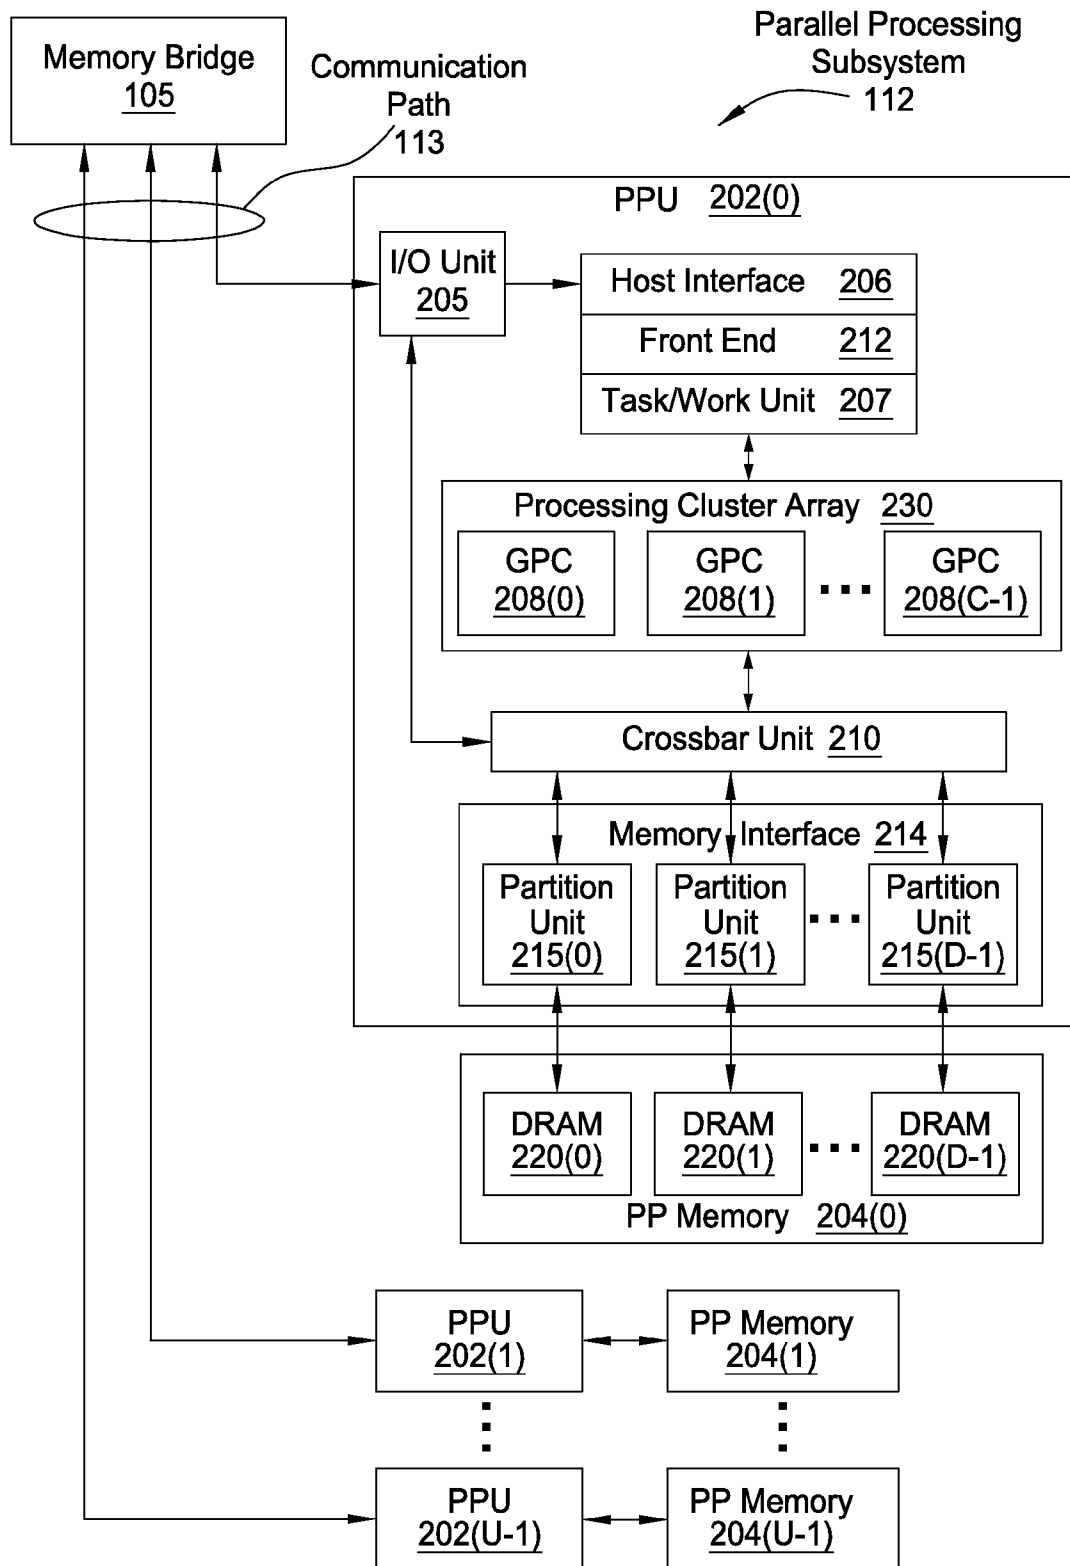 Memory Bridge
105
Communication
Path
113
Parallel Processing
Subsystem
112
PPU 202(0)
I/O Unit
205
Host Interface 206
Front End 212
Task/Work Unit 207
Processing Cluster Array 230
GPC
208(0)
GPC
208(1)
GPC
208(C-1)
Crossbar Unit 210
Memory Interface 214
Partition
Unit
215(0)
Partition
Unit
215(1)
Partition
Unit
215(D-1)
DRAM
220(0)
DRAM
220(1)
DRAM
220(D-1)
PP Memory 204(0)
PPU
202(1)
PP Memory
204(1)
PPU
202(U-1)
PP Memory
204(U-1)